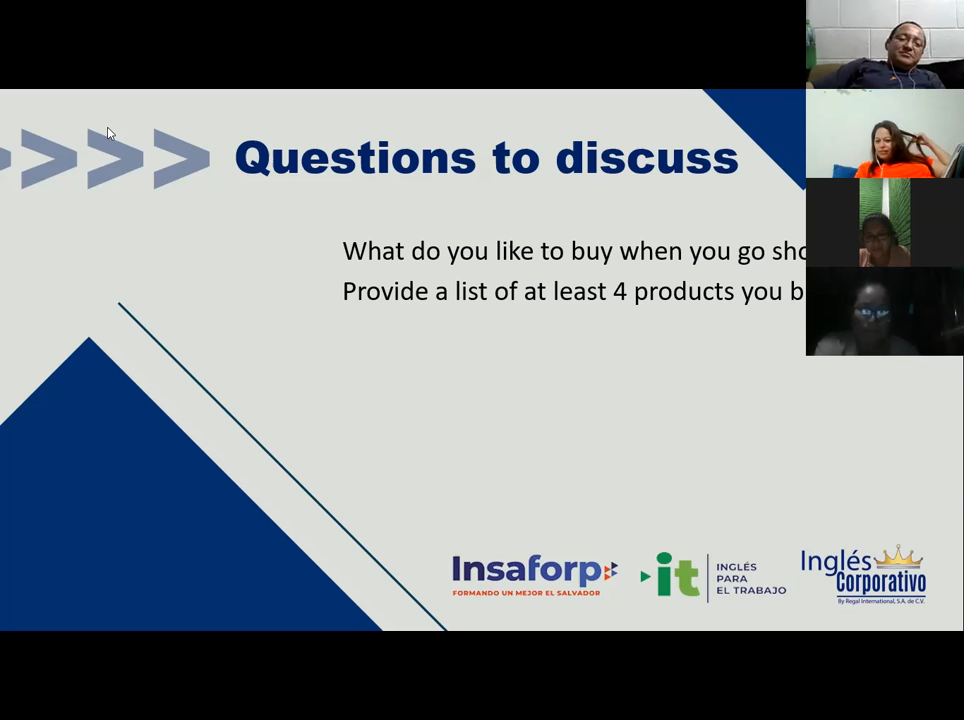 Questions to discuss
What do you like to buy when you go
Provide a list of at least 4 products you
Insaforp
FORMANDO UN MEJOR EL SALVADOR
it
INGLÉS
PARA
EL TRABAJO
Inglés
Corporativo
By Regal International, S.A. de C.V.